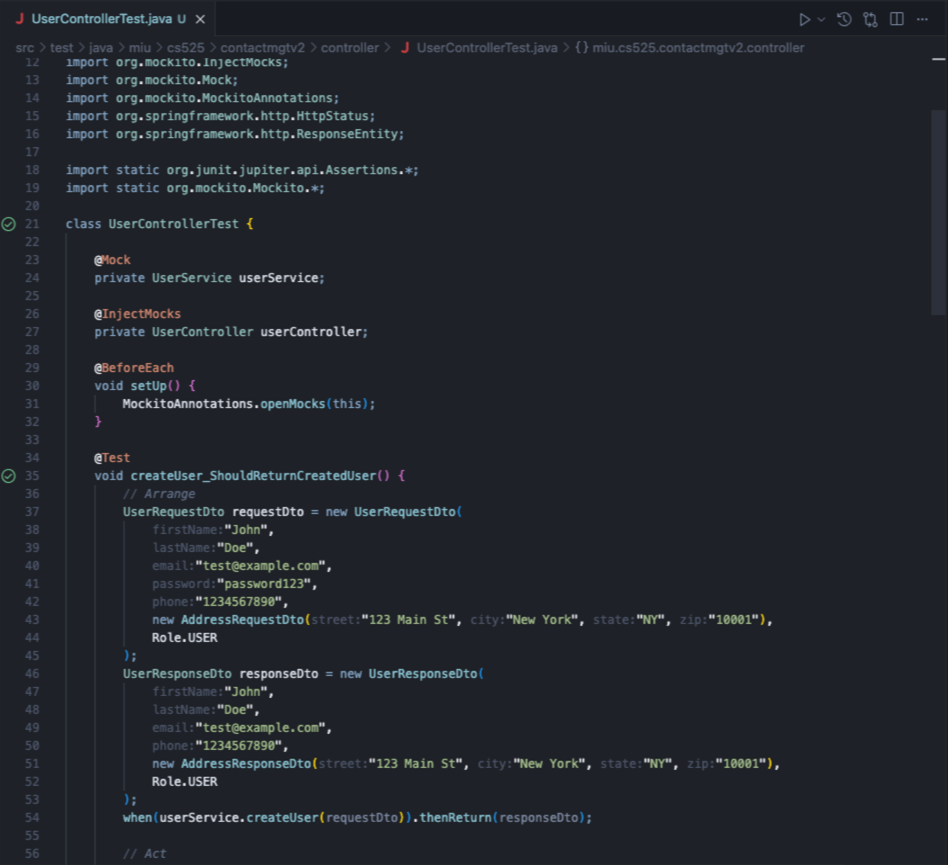 J UserControllerTest.java U ×
src > test > java > miu > cs525 > contactmgtv2 > controller > J UserControllerTest.java > {} miu.cs525.contactmgtv2.controller
12 import org.mockito.InjectMocks;
13 import org.mockito.Mock;
14 import org.mockito.MockitoAnnotations;
15 import org.springframework.http.HttpStatus;
16 import org.springframework.http.ResponseEntity;
17
18 import static org.junit.jupiter.api.Assertions.*;
19 import static org.mockito.Mockito.*;
20
21 class UserControllerTest {
22
23 @Mock
24 private UserService userService;
25
26 @InjectMocks
27 private UserController userController;
28
29 @BeforeEach
30 void setUp() {
31 MockitoAnnotations.openMocks(this);
32 }
33
34 @Test
35 void createUser_ShouldReturnCreatedUser() {
36 // Arrange
37 UserRequestDto requestDto = new UserRequestDto(
38 firstName:"John",
39 lastName:"Doe",
40 email:"test@example.com",
41 password:"password123",
42 phone:"1234567890",
43 new AddressRequestDto(street:"123 Main St", city:"New York", state:"NY", zip:"10001"),
44 Role.USER
45 );
46 UserResponseDto responseDto = new UserResponseDto(
47 firstName:"John",
48 lastName:"Doe",
49 email:"test@example.com",
50 phone:"1234567890",
51 new AddressResponseDto(street:"123 Main St", city:"New York", state:"NY", zip:"10001"),
52 Role.USER
53 );
54 when(userService.createUser(requestDto)).thenReturn(responseDto);
55
56 // Act